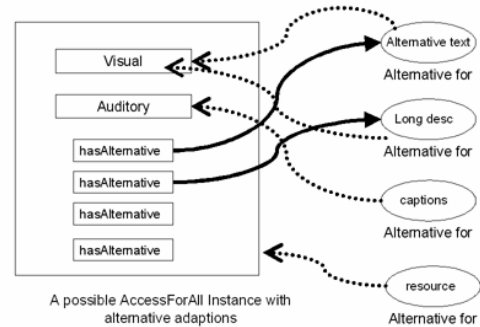 Visual
Auditory
hasAlternative
hasAlternative
hasAlternative
hasAlternative
Alternative text
Alternative for
Long desc
Alternative for
captions
Alternative for
resource
Alternative for
A possible AccessForAll Instance with
alternative adaptions